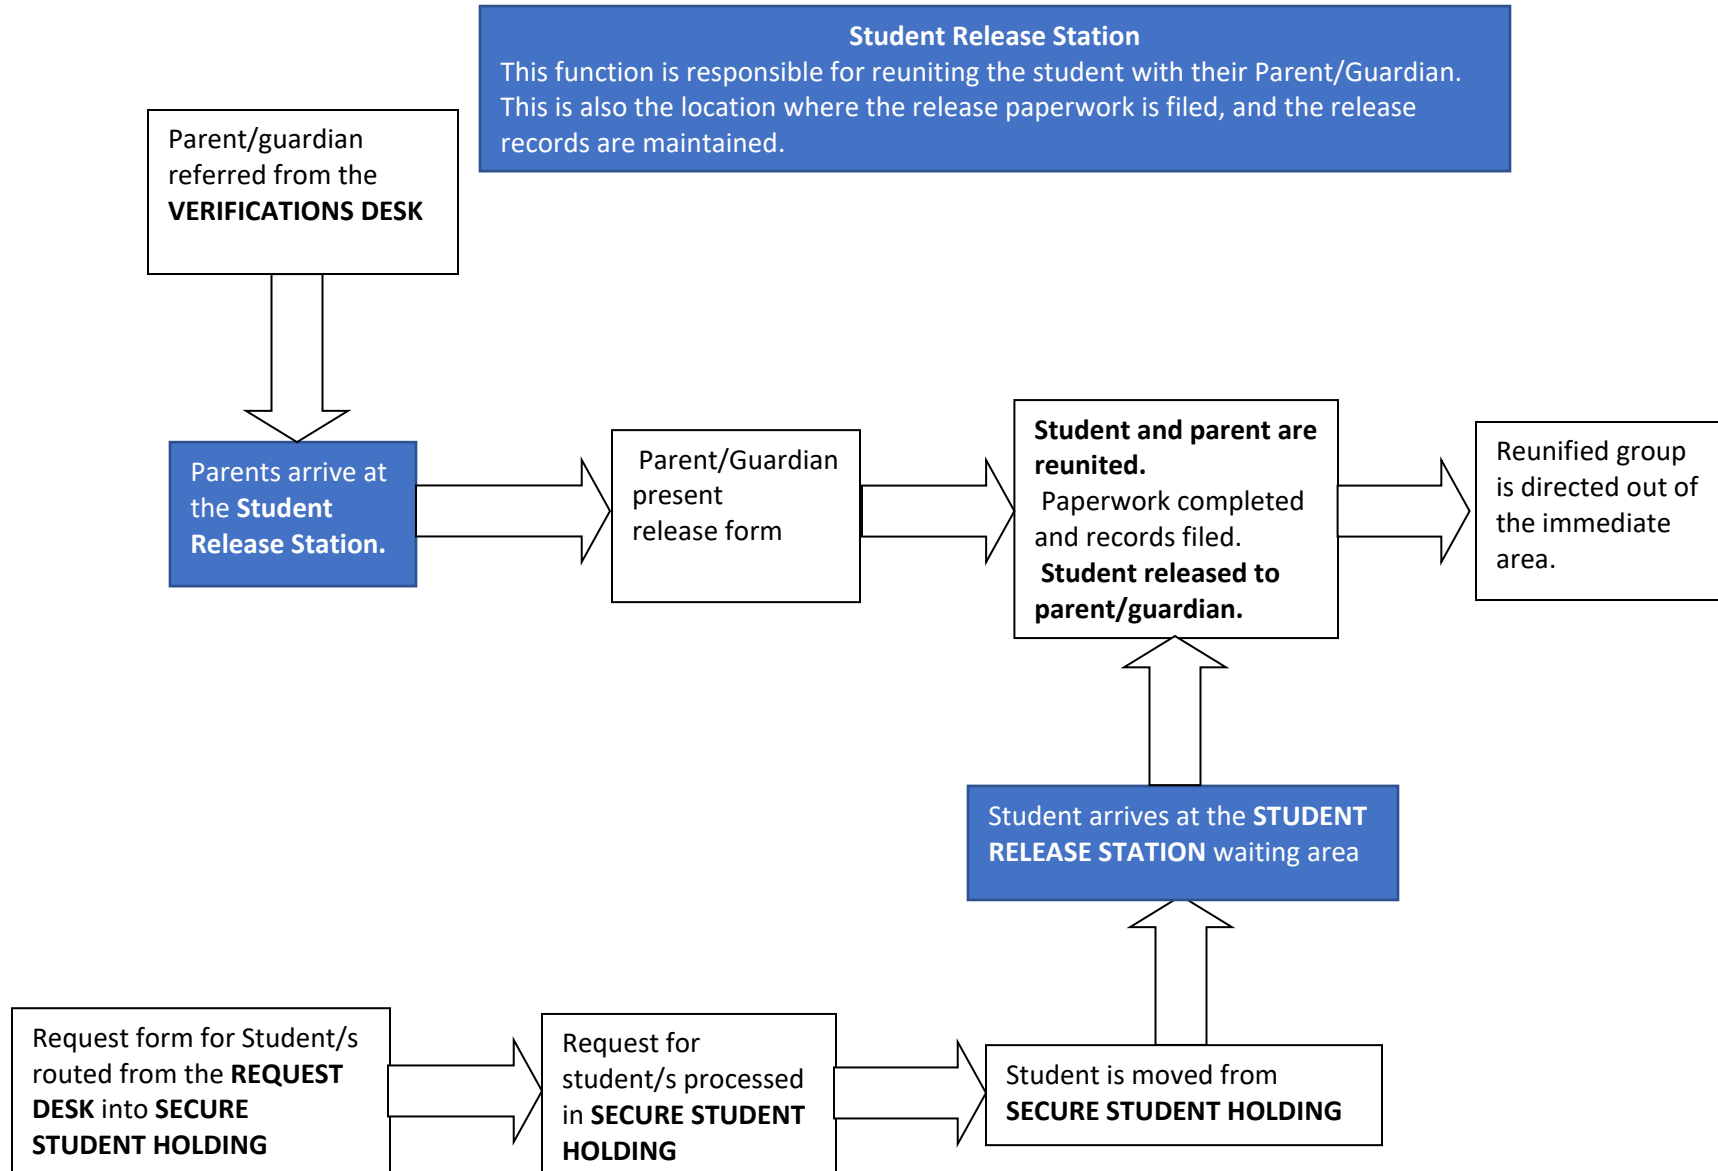 Student Release Station
This function is responsible for reuniting the student with their Parent/Guardian.
This is also the location where the release paperwork is filed, and the release
records are maintained.
Parent/guardian
referred from the
VERIFICATIONS DESK
Parents arrive at
the Student
Release Station.
Parent/Guardian
present
release form
Student and parent are
reunited.
Paperwork completed
and records filed.
Student released to
parent/guardian.
Reunified group
is directed out of
the immediate
area.
Student arrives at the STUDENT
RELEASE STATION waiting area
Request form for Student/s
routed from the REQUEST
DESK into SECURE
STUDENT HOLDING
Request for
student/s processed
in SECURE STUDENT
HOLDING
Student is moved from
SECURE STUDENT HOLDING